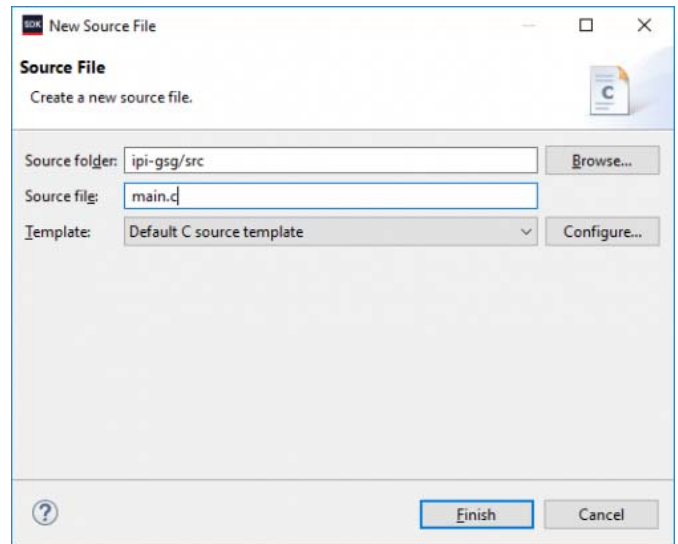 SDK New Source File
Source File
Create a new source file.
C
Source folder: ipi-gsg/src Browse...
Source file: main.c
Template: Default C source template Configure...
? Finish Cancel